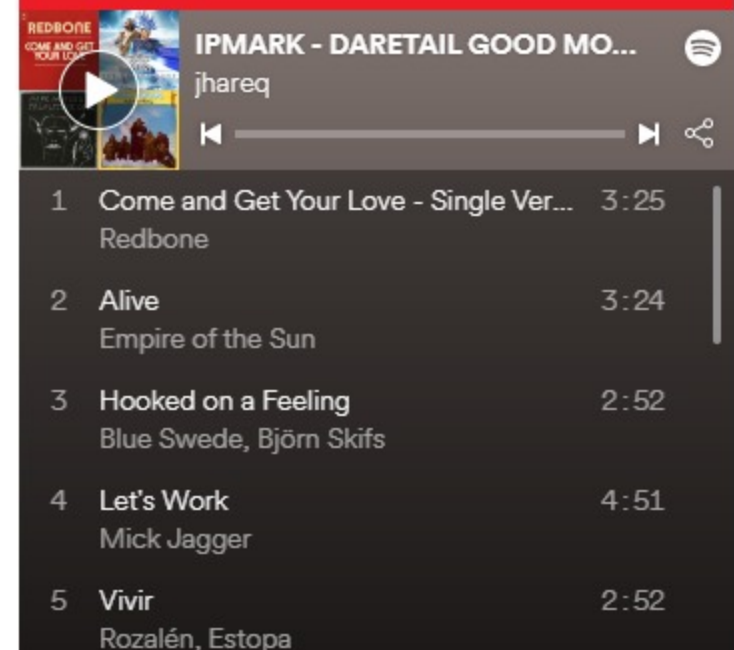 REDBONE
COME AND GET
YOUR LOVE
IPMARK - DARETAIL GOOD MO...
jhareq
1 Come and Get Your Love - Single Ver... 3:25
Redbone
2 Alive 3:24
Empire of the Sun
3 Hooked on a Feeling 2:52
Blue Swede, Björn Skifs
4 Let's Work 4:51
Mick Jagger
5 Vivir 2:52
Rozalén, Estopa